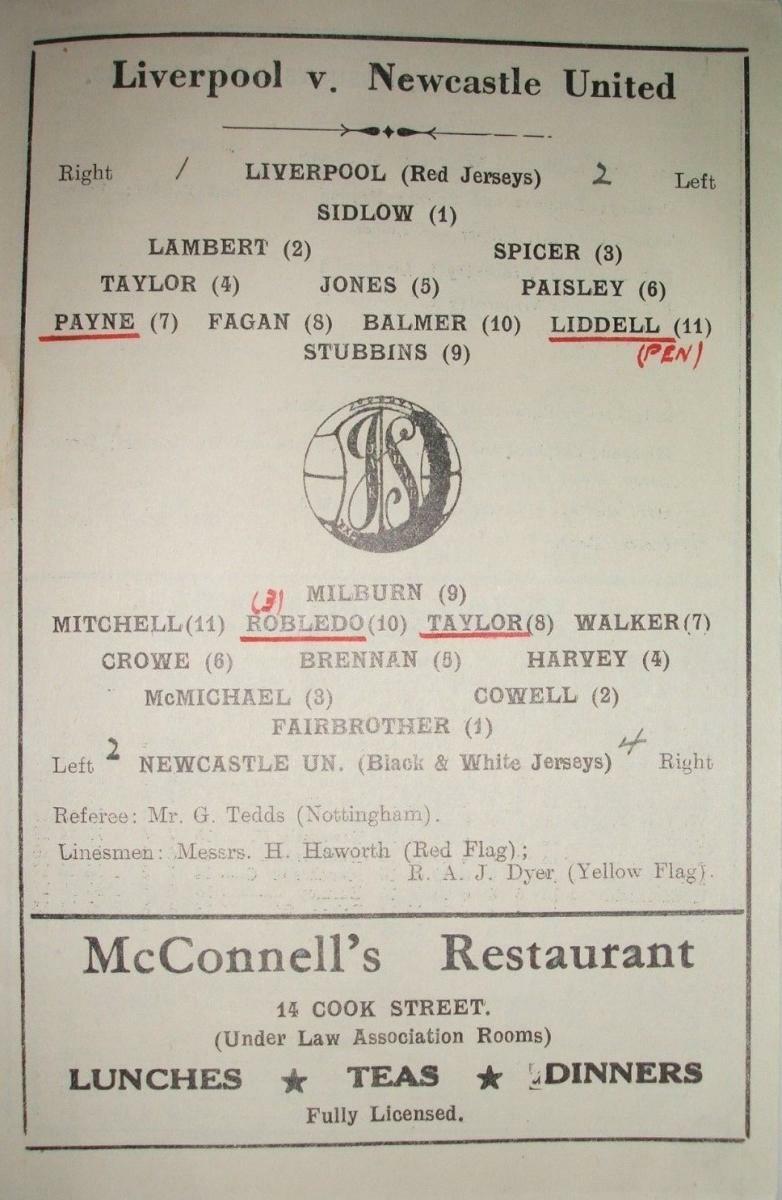 Liverpool v. Newcastle United
Right / LIVERPOOL (Red Jerseys) 2 Left
SIDLOW (1)
LAMBERT (2) SPICER (3)
TAYLOR (4) JONES (5) PAISLEY (6)
PAYNE (7) FAGAN (8) BALMER (10) LIDDELL (11)
STUBBINS (9) (PEN)
(3) MILBURN (9)
MITCHELL (11) ROBLEDO (10) TAYLOR (8) WALKER (7)
CROWE (6) BRENNAN (5) HARVEY (4)
McMICHAEL (3) COWELL (2)
FAIRBROTHER (1)
Left 2 NEWCASTLE UN. (Black & White Jerseys) 4 Right
Referee: Mr. G. Tedds (Nottingham).
Linesmen: Messrs. H. Haworth (Red Flag);
R. A. J. Dyer (Yellow Flag).
McConnell's Restaurant
14 COOK STREET.
(Under Law Association Rooms)
LUNCHES ★ TEAS ★ DINNERS
Fully Licensed.